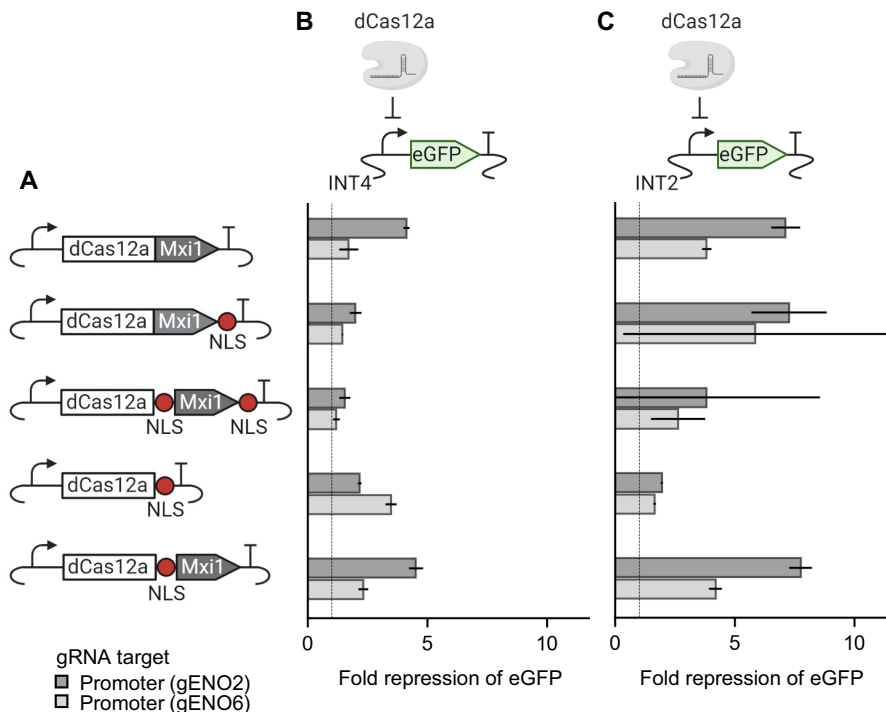 B
dCas12a
eGFP
INT4
C
dCas12a
eGFP
INT2
A
dCas12a Mxi1
dCas12a Mxi1
NLS
dCas12a Mxi1
NLS NLS
dCas12a
NLS
dCas12a Mxi1
NLS
0 5 10
Fold repression of eGFP
0 5 10
Fold repression of eGFP
gRNA target
Promoter (gENO2)
Promoter (gENO6)